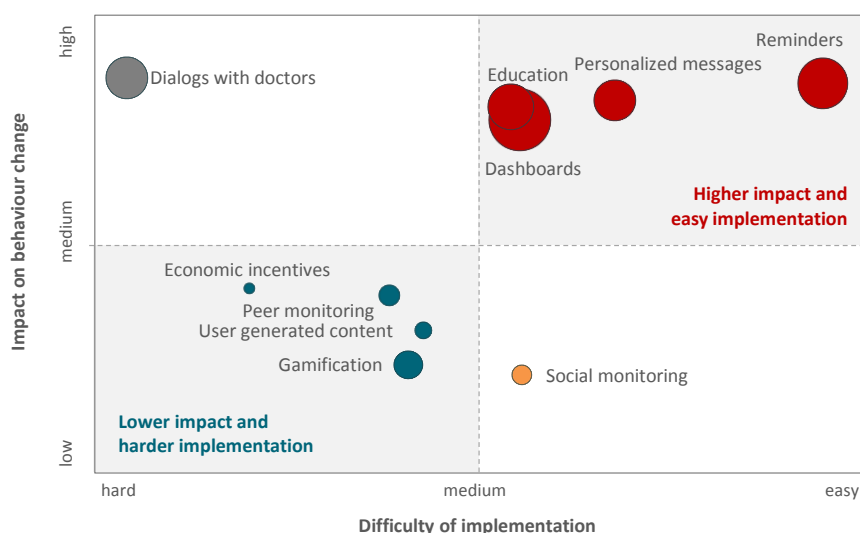 high
Reminders
Personalized messages
Education
Dialogs with doctors
Dashboards
Higher impact and
easy implementation
Impact on behaviour change
medium
Economic incentives
Peer monitoring
User generated content
Gamification
Social monitoring
Lower impact and
harder implementation
low
hard
medium
easy
Difficulty of implementation